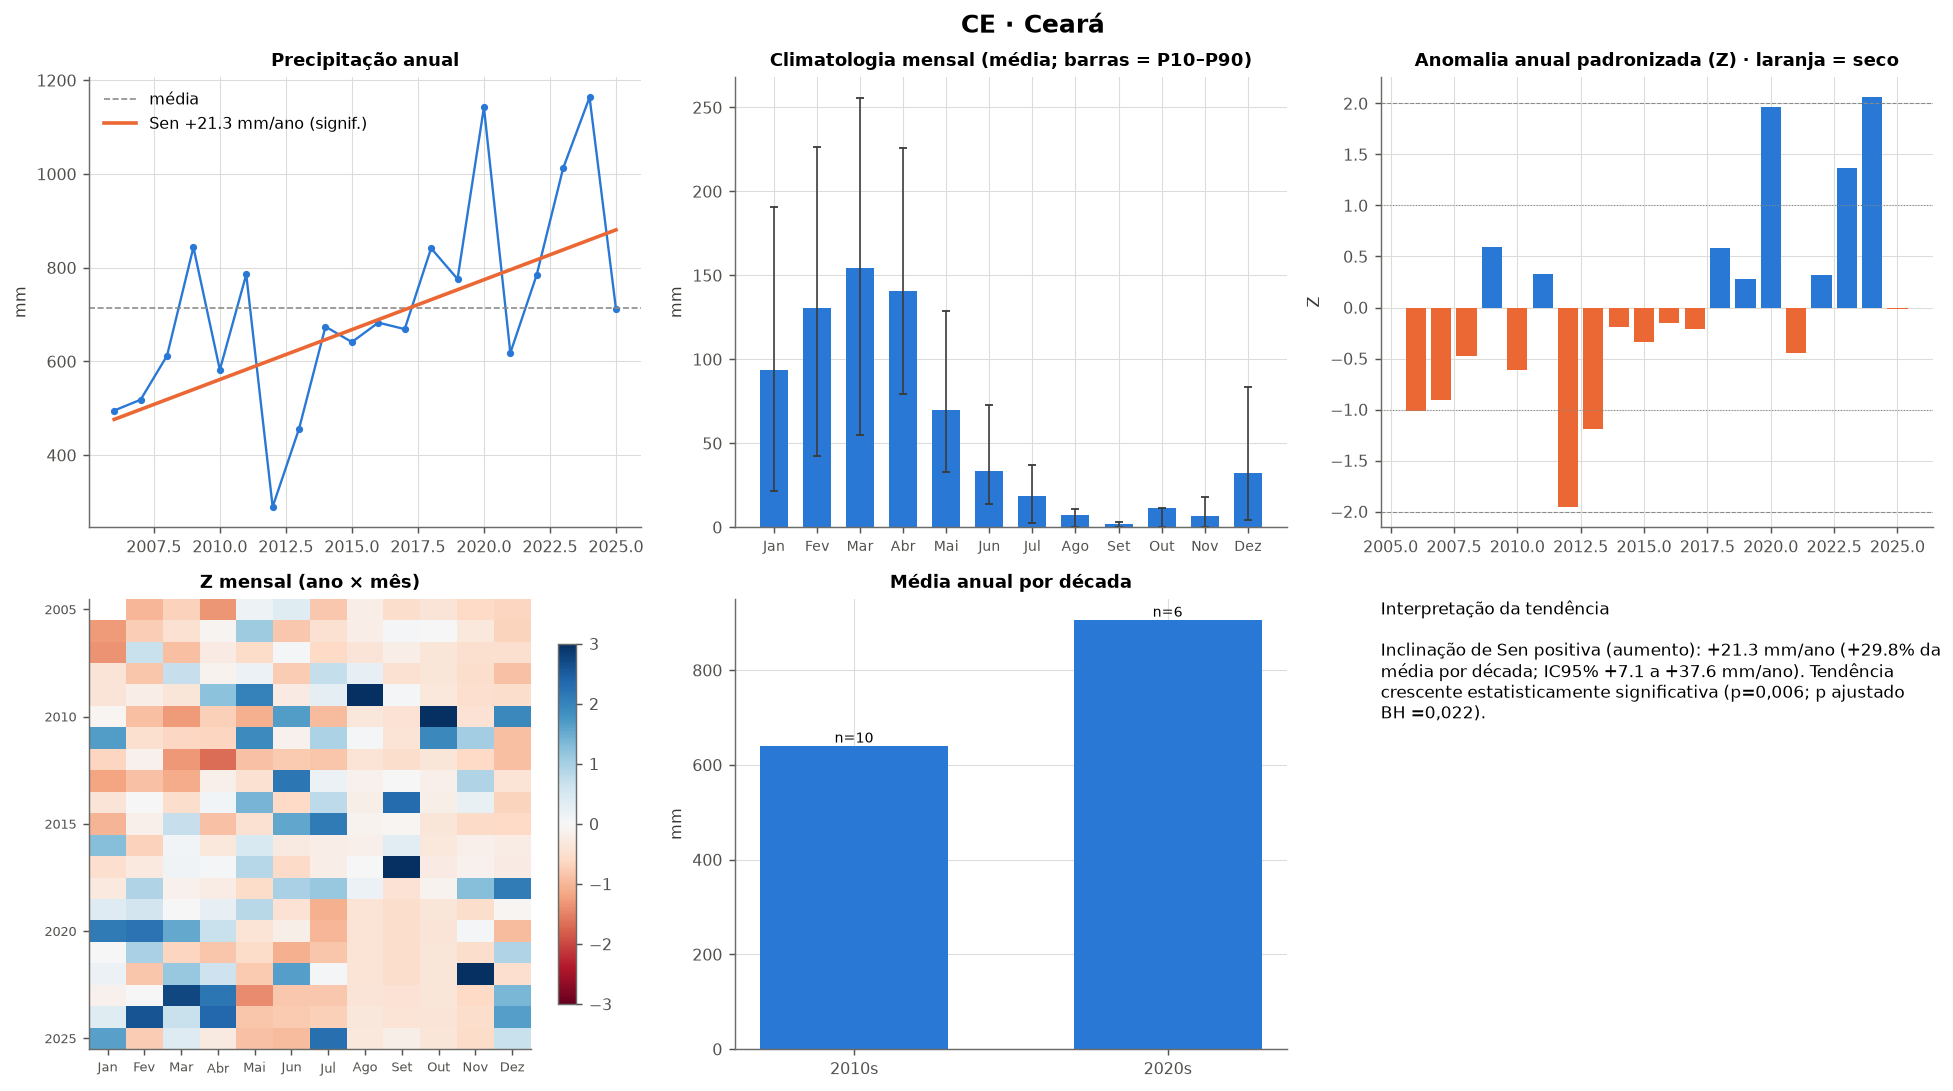 CE · Ceará
Precipitação anual
1200
1000
800
600
400
mm
média
Sen +21.3 mm/ano (signif.)
2007.5 2010.0 2012.5 2015.0 2017.5 2020.0 2022.5 2025.0
Climatologia mensal (média; barras = P10–P90)
250
200
150
100
50
0
mm
Jan Fev Mar Abr Mai Jun Jul Ago Set Out Nov Dez
Anomalia anual padronizada (Z) · laranja = seco
2.0
1.5
1.0
0.5
0.0
−0.5
−1.0
−1.5
−2.0
Z
2005.0 2007.5 2010.0 2012.5 2015.0 2017.5 2020.0 2022.5 2025.0
Z mensal (ano × mês)
2005
2010
2015
2020
2025
Jan Fev Mar Abr Mai Jun Jul Ago Set Out Nov Dez
3
2
1
0
−1
−2
−3
Média anual por década
800
600
400
200
0
mm
n=10
n=6
2010s 2020s
Interpretação da tendência
Inclinação de Sen positiva (aumento): +21.3 mm/ano (+29.8% da
média por década; IC95% +7.1 a +37.6 mm/ano). Tendência
crescente estatisticamente significativa (p=0,006; p ajustado
BH =0,022).